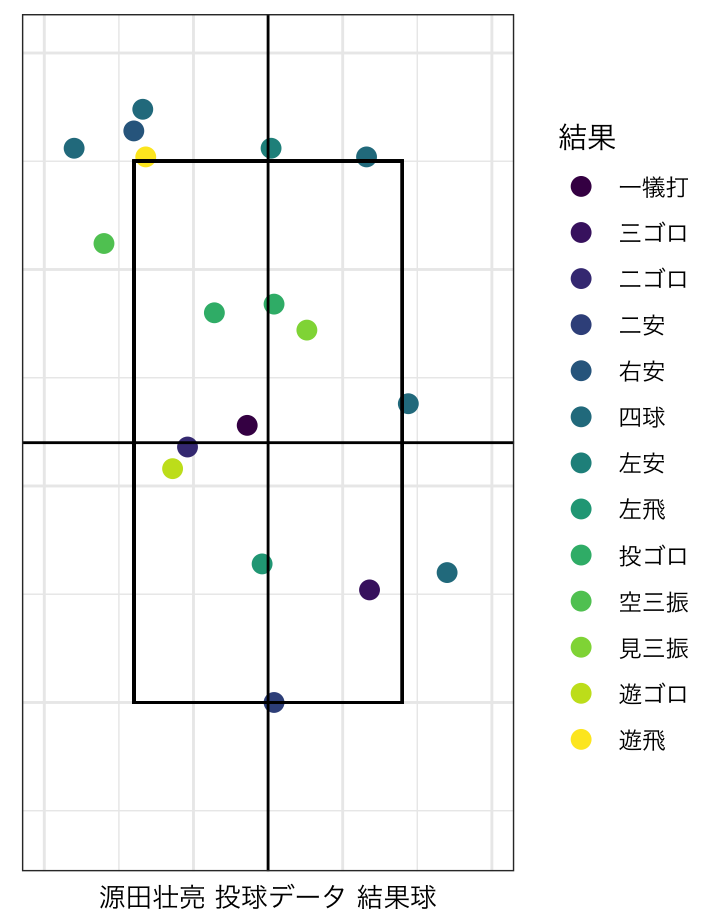 結果
一犠打
三ゴロ
二ゴロ
二安
右安
四球
左安
左飛
投ゴロ
空三振
見三振
遊ゴロ
遊飛
源田壮亮 投球データ 結果球